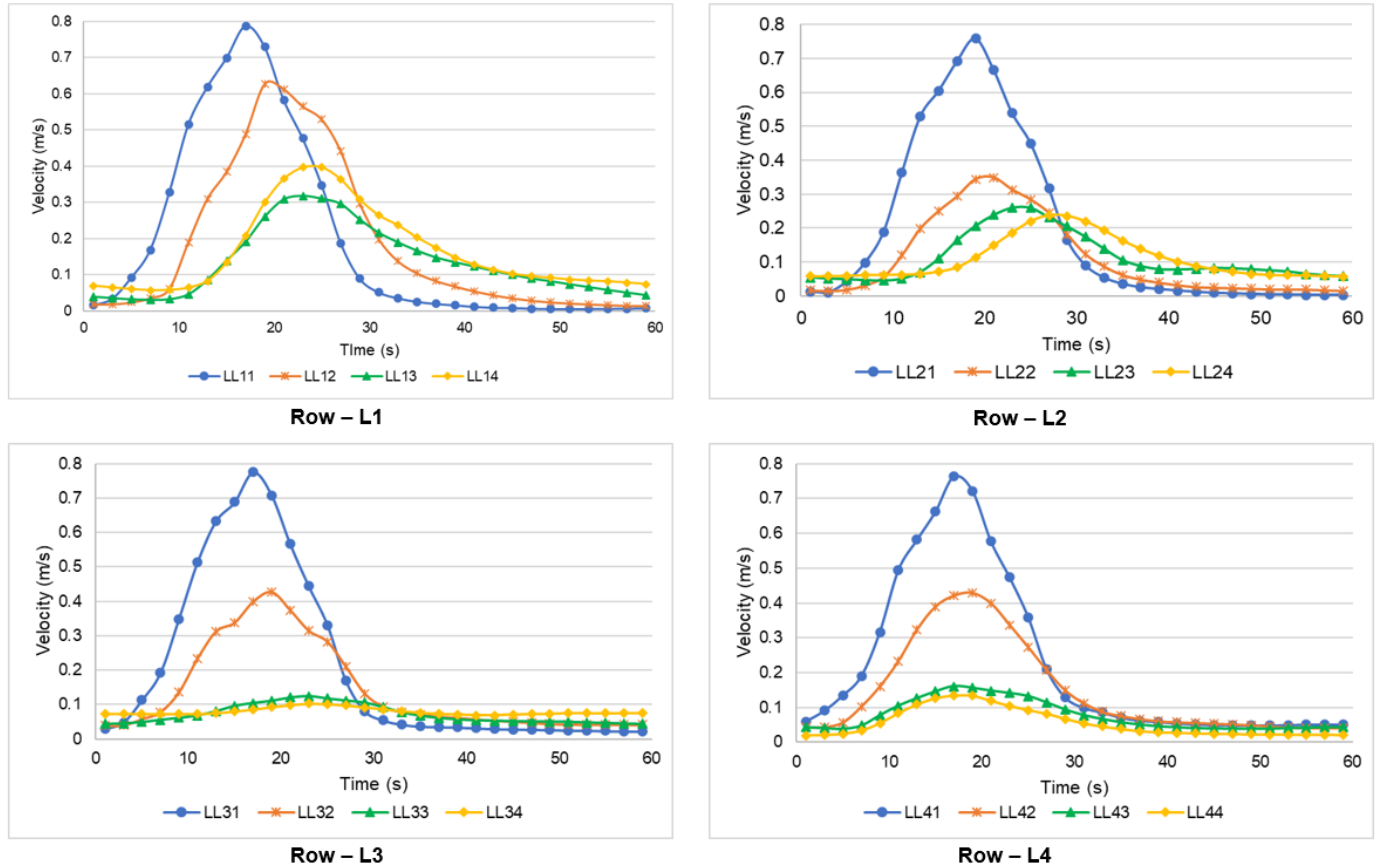 0.8
0.7
0.6
0.5
0.4
0.3
0.2
0.1
0
Velocity (m/s)
0 10 20 30 40 50 60
TIme (s)
LL11 LL12 LL13 LL14
Row – L1
0.8
0.7
0.6
0.5
0.4
0.3
0.2
0.1
0
Velocity (m/s)
0 10 20 30 40 50 60
Time (s)
LL21 LL22 LL23 LL24
Row – L2
0.8
0.7
0.6
0.5
0.4
0.3
0.2
0.1
0
Velocity (m/s)
0 10 20 30 40 50 60
Time (s)
LL31 LL32 LL33 LL34
Row – L3
0.8
0.7
0.6
0.5
0.4
0.3
0.2
0.1
0
Velocity (m/s)
0 10 20 30 40 50 60
Time (s)
LL41 LL42 LL43 LL44
Row – L4